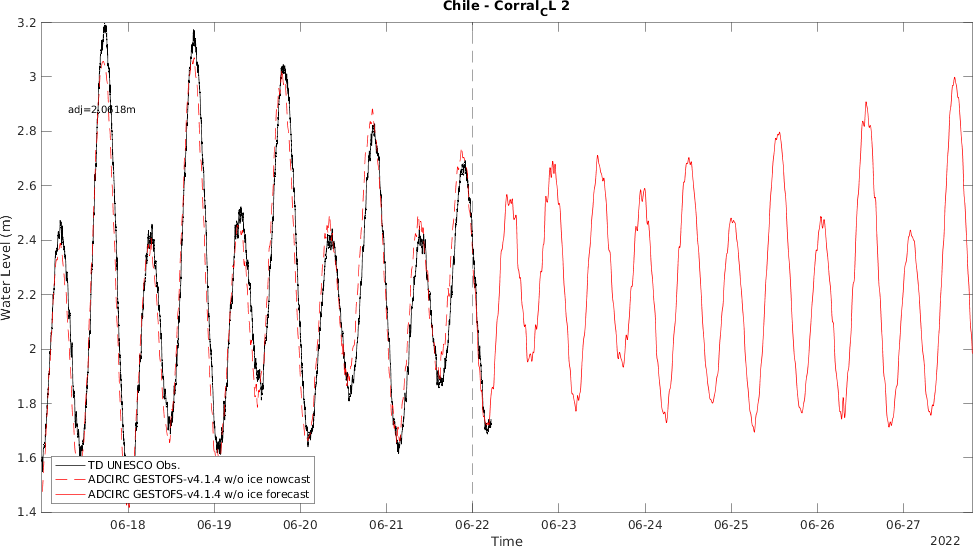 Chile - Corral_CL 2
3.2
3
2.8
2.6
2.4
2.2
2
1.8
1.6
1.4
Water Level (m)
adj=2.0618m
TD UNESCO Obs.
ADCIRC GESTOFS-v4.1.4 w/o ice nowcast
ADCIRC GESTOFS-v4.1.4 w/o ice forecast
06-18 06-19 06-20 06-21 06-22 06-23 06-24 06-25 06-26 06-27
Time
2022